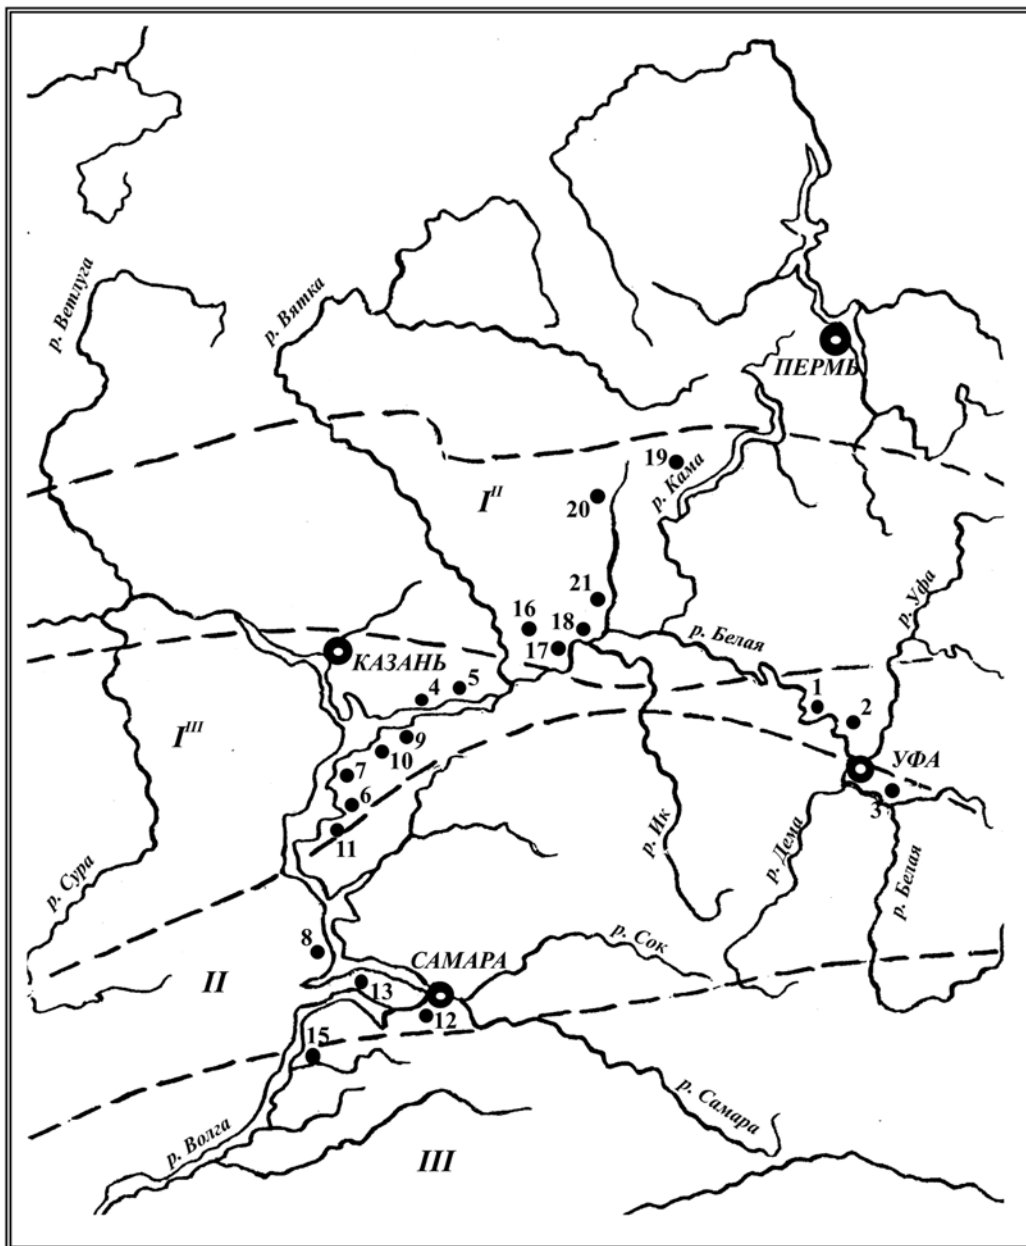 р. Ветлуга
р. Вятка
ПЕРМЬ
19
р. Кама
I II
20
р. Уфа
21
16
18
17
р. Белая
КАЗАНЬ
5
4
1
2
I III
9
10
7
УФА
6
3
11
р. Ик
р. Дема
р. Белая
р. Сура
8
р. Сок
II
САМАРА
13
12
15
р. Самара
р. Волга
III